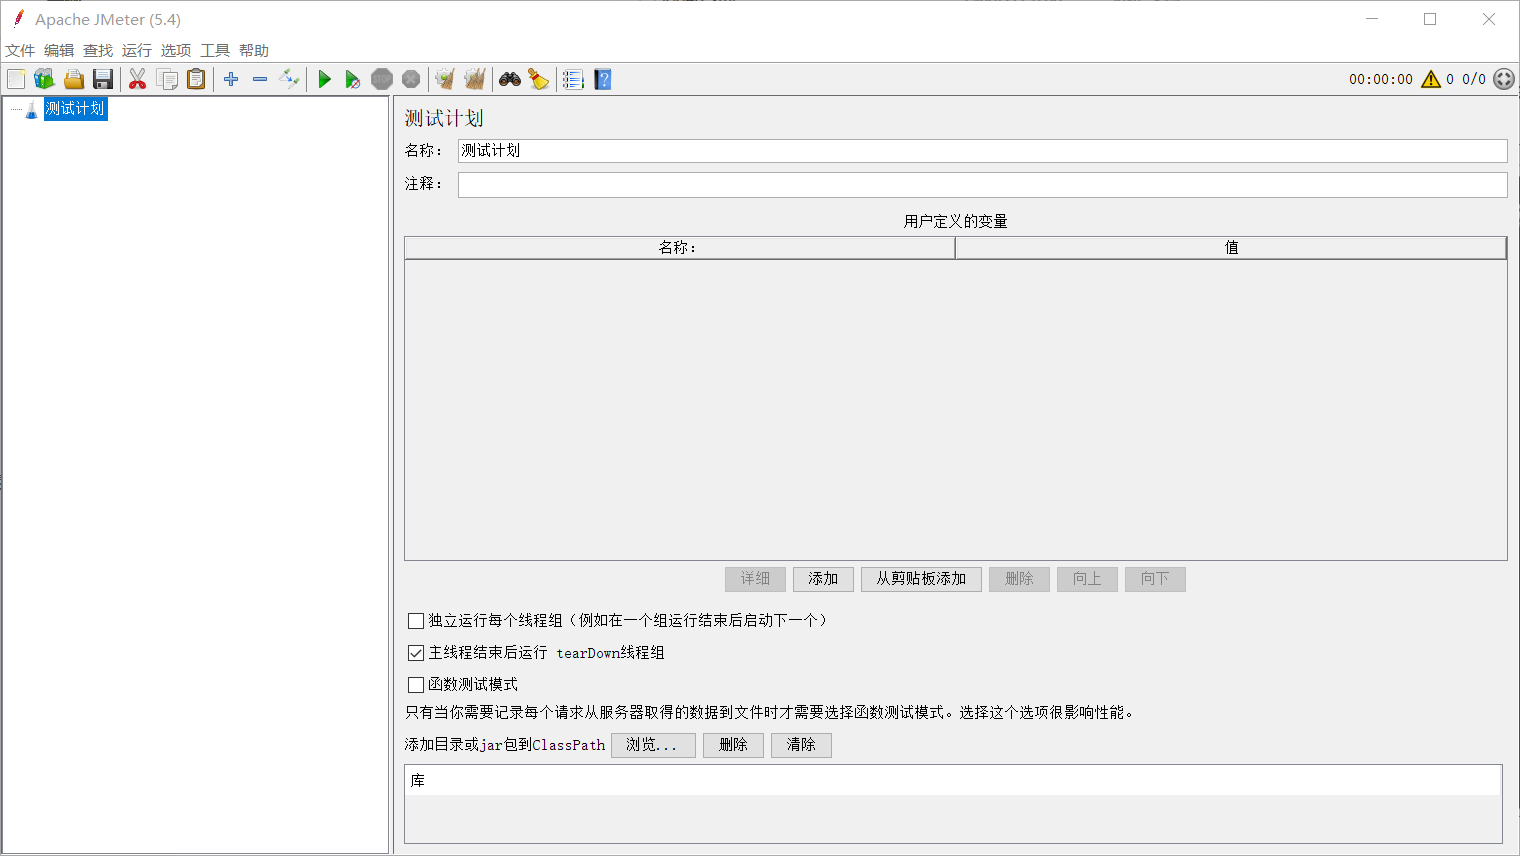 Apache JMeter (5.4)
文件 编辑 查找 运行 选项 工具 帮助
00:00:00 0 0/0
测试计划
测试计划
名称： 测试计划
注释：
用户定义的变量
名称： 值
详细 添加 从剪贴板添加 删除 向上 向下
独立运行每个线程组（例如在一个组运行结束后启动下一个）
主线程结束后运行 tearDown线程组
函数测试模式
只有当你需要记录每个请求从服务器取得的数据到文件时才需要选择函数测试模式。选择这个选项很影响性能。
添加目录或jar包到ClassPath 浏览... 删除 清除
库